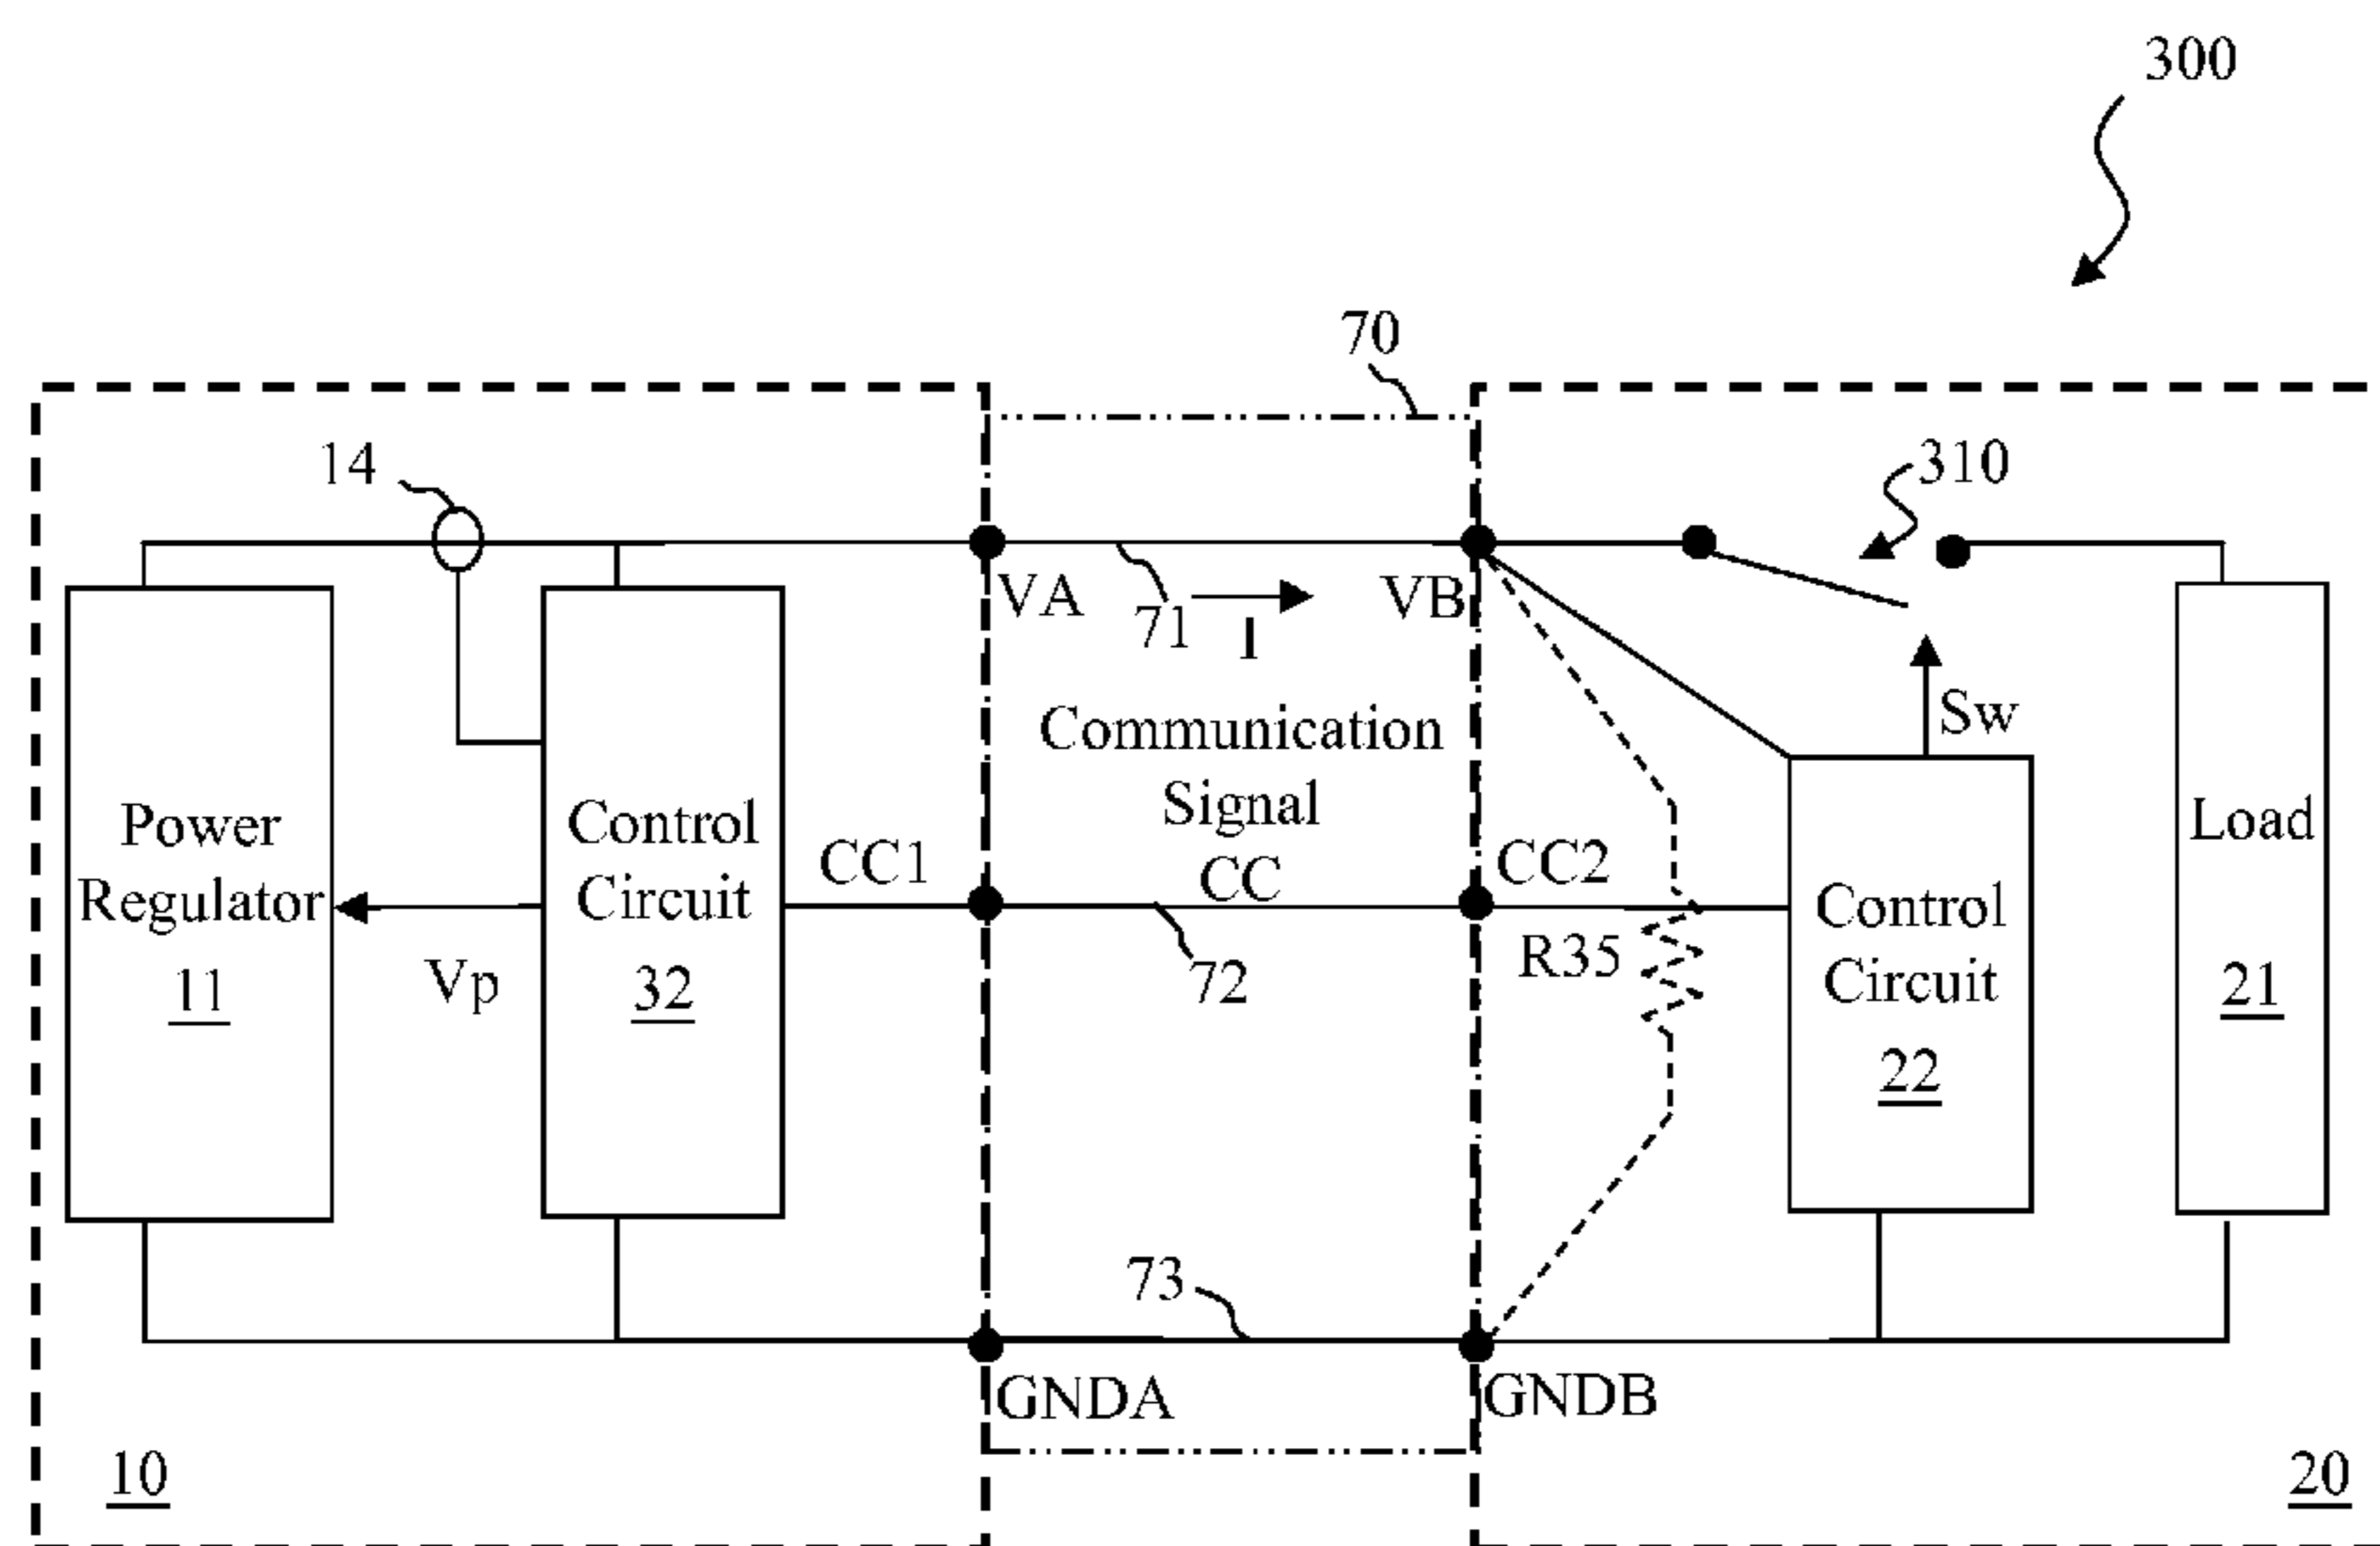 300
70
14
310
VA
71
I
VB
Sw
Communication
Signal
CC
Power
Regulator
11
Vp
Control
Circuit
32
CC1
72
CC2
R35
Control
Circuit
22
Load
21
73
GNDA
GNDB
10
20